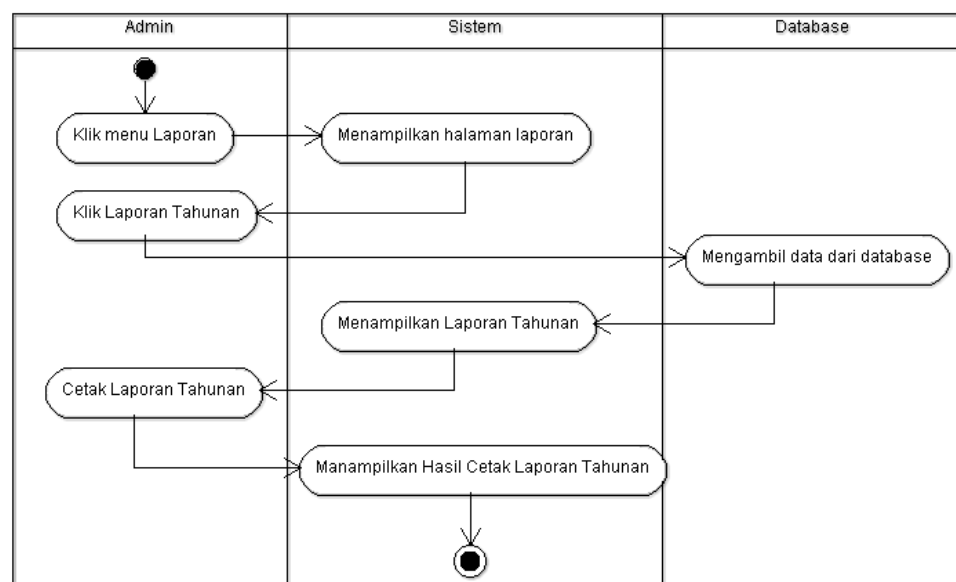 Admin
Sistem
Database
Klik menu Laporan
Menampilkan halaman laporan
Klik Laporan Tahunan
Mengambil data dari database
Menampilkan Laporan Tahunan
Cetak Laporan Tahunan
Manampilkan Hasil Cetak Laporan Tahunan